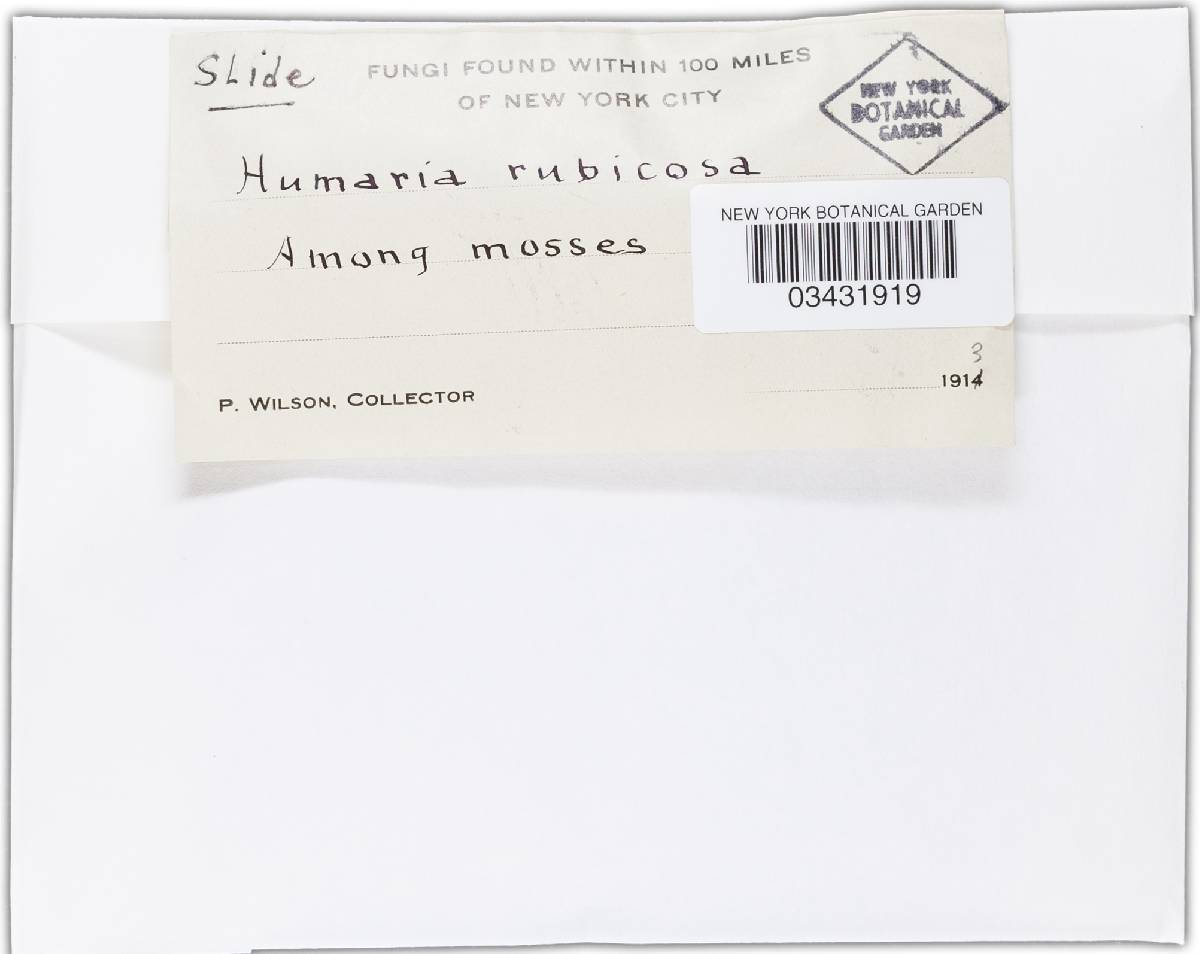 Slide
FUNGI FOUND WITHIN 100 MILES
OF NEW YORK CITY
NEW YORK
BOTANICAL
GARDEN
Humaria rubicosa
Among mosses
NEW YORK BOTANICAL GARDEN
03431919
3
1914
P. WILSON, COLLECTOR